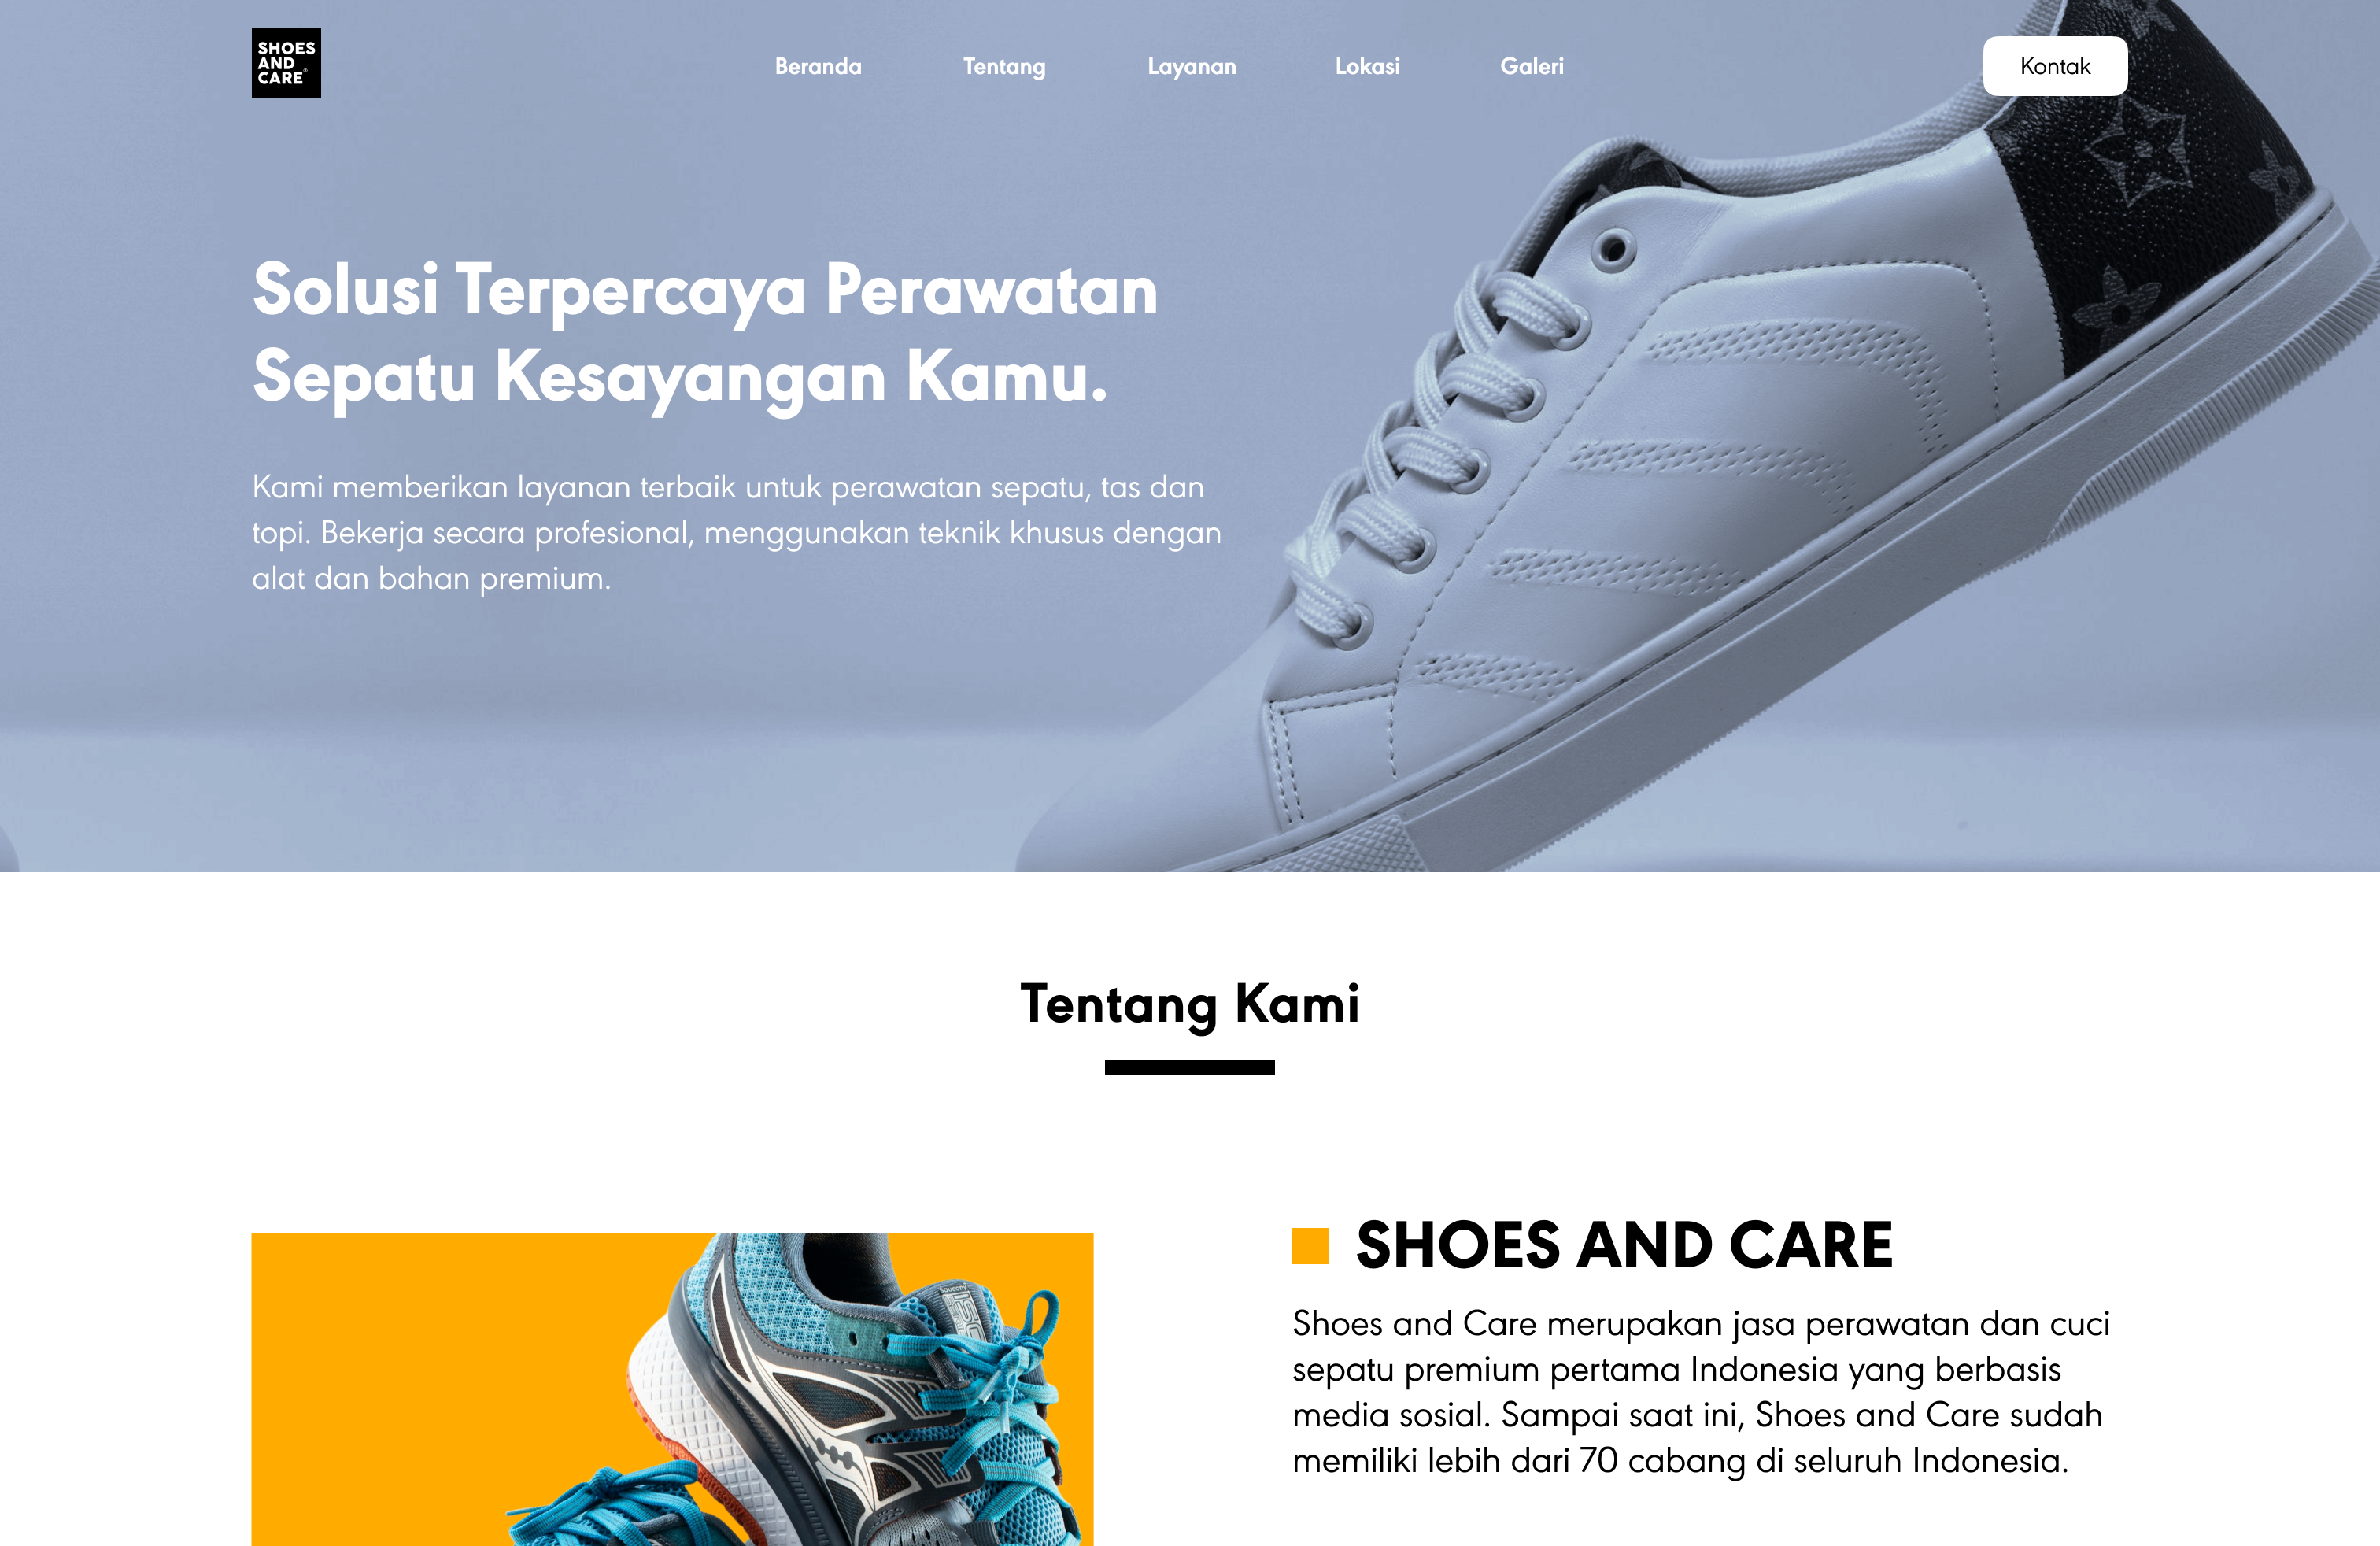 SHOES
AND
CARE®
Beranda
Tentang
Layanan
Lokasi
Galeri
Kontak
Solusi Terpercaya Perawatan
Sepatu Kesayangan Kamu.
Kami memberikan layanan terbaik untuk perawatan sepatu, tas dan
topi. Bekerja secara profesional, menggunakan teknik khusus dengan
alat dan bahan premium.
Tentang Kami
SHOES AND CARE
Shoes and Care merupakan jasa perawatan dan cuci
sepatu premium pertama Indonesia yang berbasis
media sosial. Sampai saat ini, Shoes and Care sudah
memiliki lebih dari 70 cabang di seluruh Indonesia.